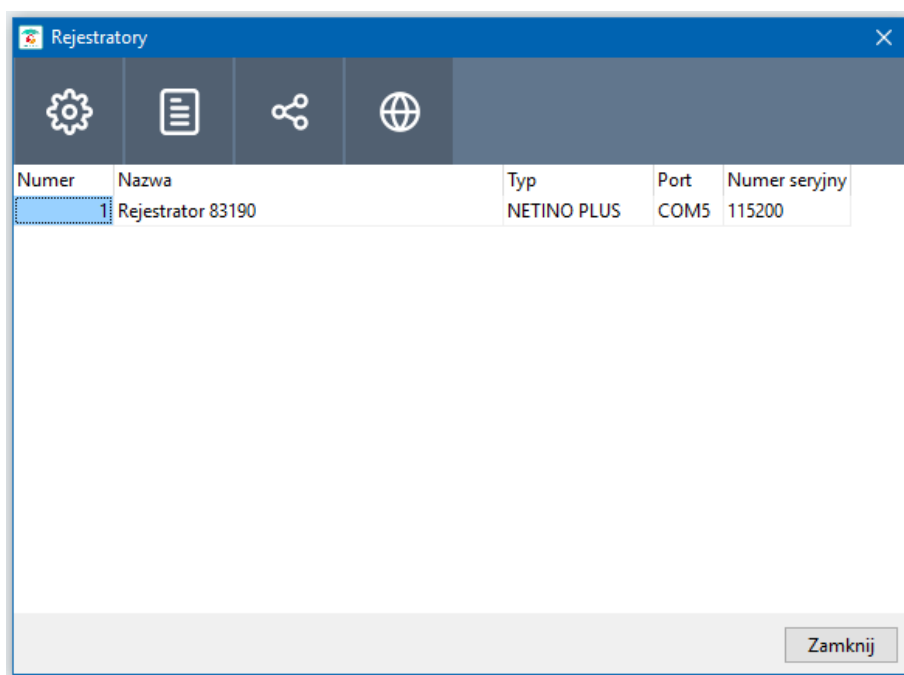 Rejestratory
Numer Nazwa Typ Port Numer seryjny
1 Rejestrator 83190 NETINO PLUS COM5 115200
Zamknij